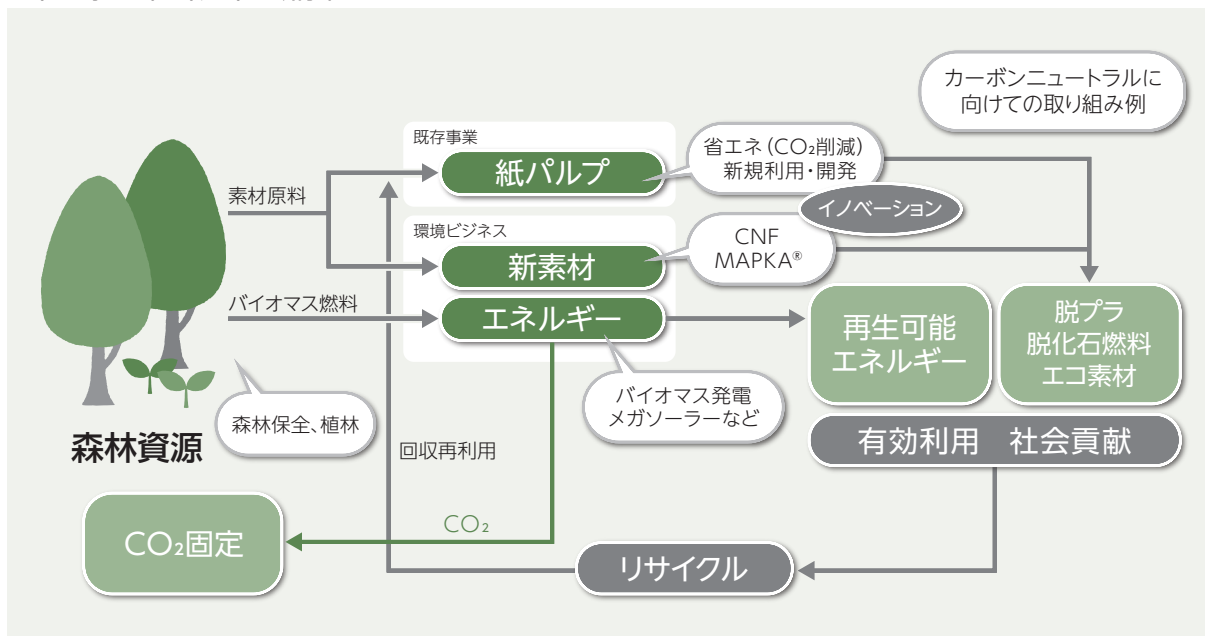 カーボンニュートラルに
向けての取り組み例
既存事業
紙パルプ
省エネ(CO₂削減)
新規利用・開発
イノベーション
素材原料
環境ビジネス
新素材
CNF
MAPKA®
バイオマス燃料
エネルギー
再生可能
エネルギー
脱プラ
脱化石燃料
エコ素材
バイオマス発電
メガソーラーなど
森林保全、植林
森林資源
回収再利用
有効利用 社会貢献
CO₂
CO₂固定
リサイクル